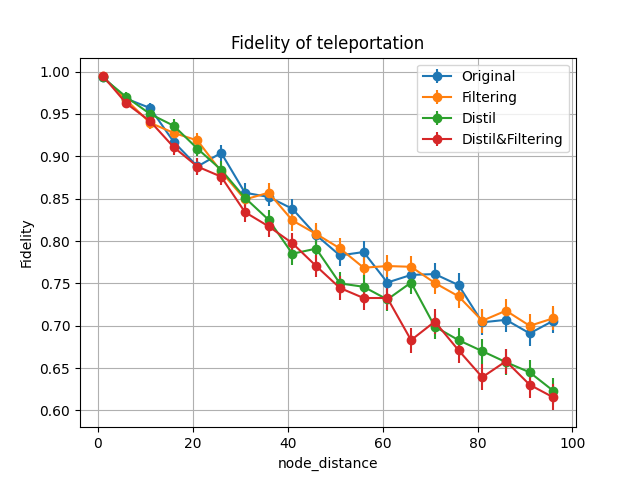 Fidelity of teleportation
Original
Filtering
Distil
Distil&Filtering
1.00
0.95
0.90
0.85
0.80
0.75
0.70
0.65
0.60
Fidelity
0 20 40 60 80 100
node_distance